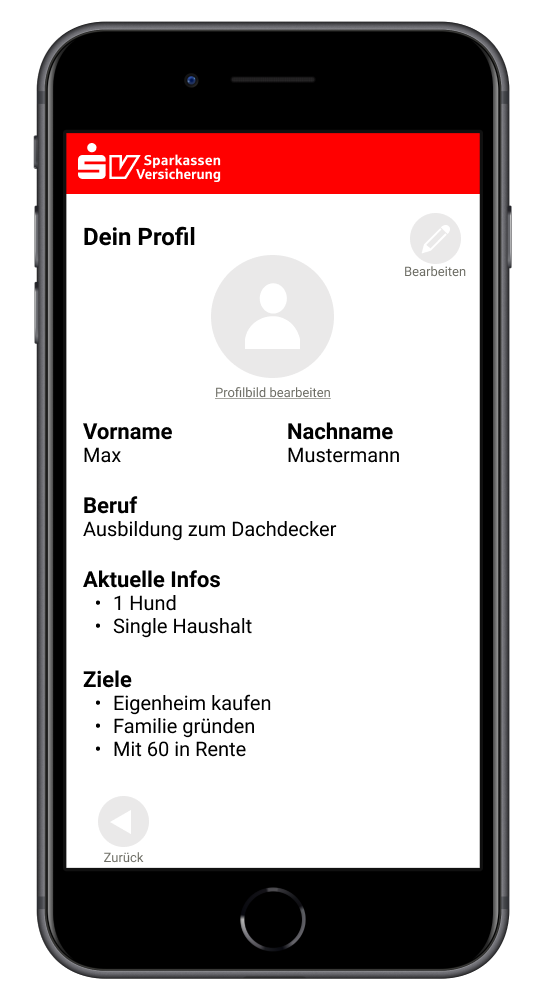 Sparkassen
Versicherung
Dein Profil
Bearbeiten
Profilbild bearbeiten
Vorname
Nachname
Max
Mustermann
Beruf
Ausbildung zum Dachdecker
Aktuelle Infos
• 1 Hund
• Single Haushalt
Ziele
• Eigenheim kaufen
• Familie gründen
• Mit 60 in Rente
Zurück